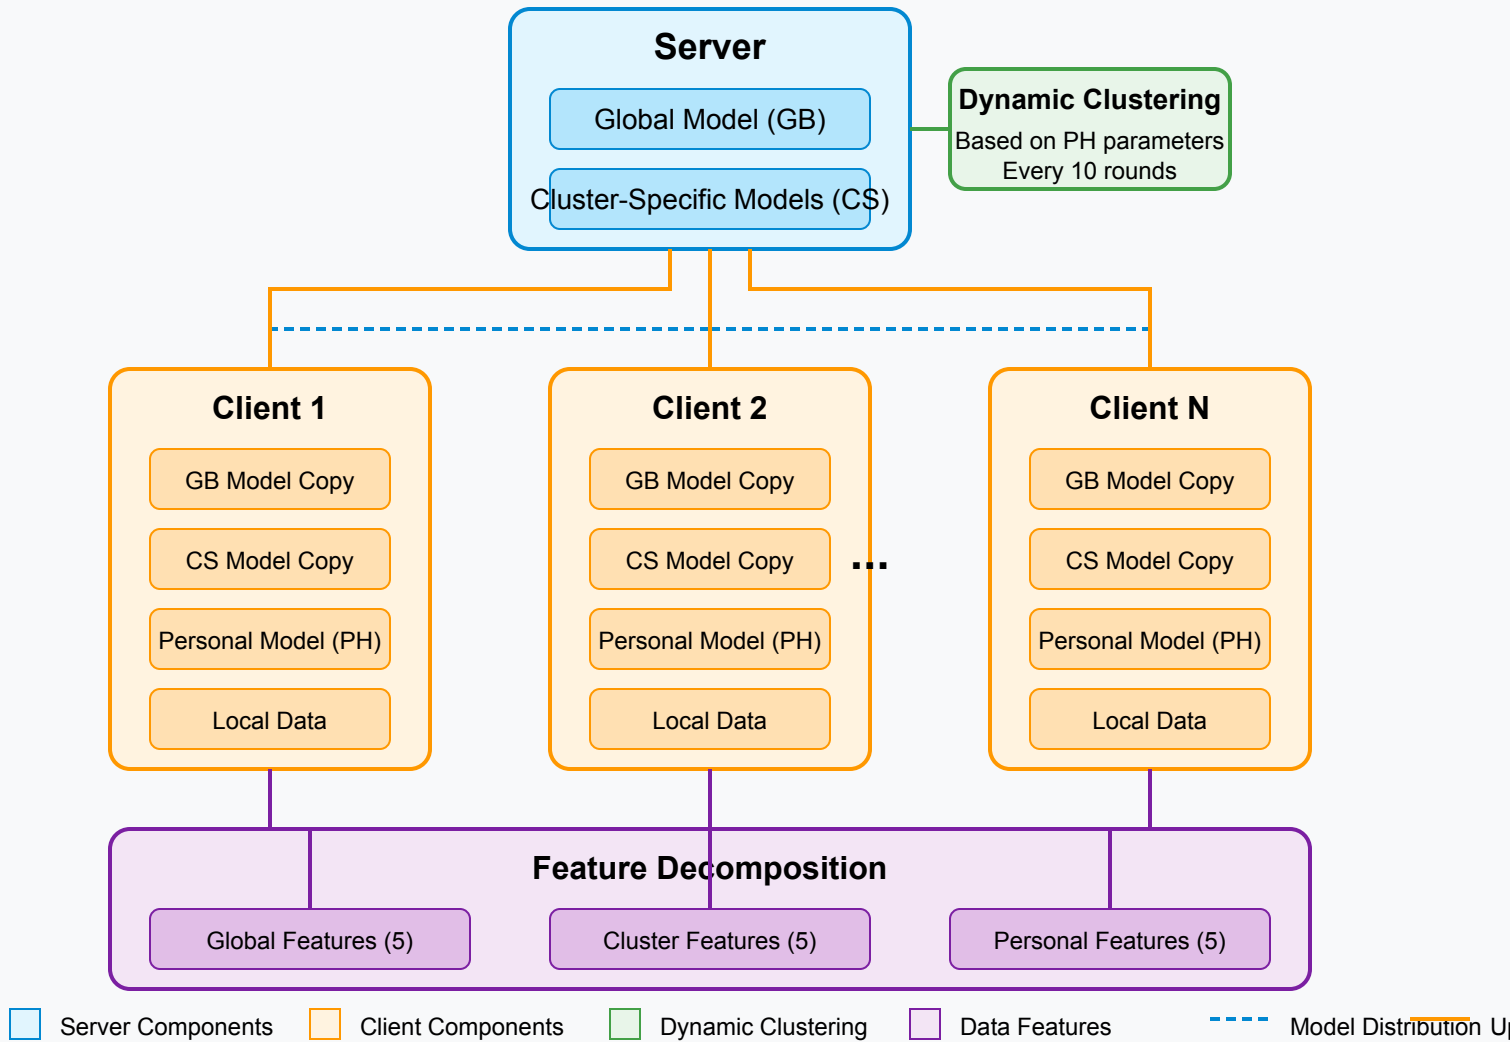 Server
Global Model (GB)
Cluster-Specific Models (CS)
Dynamic Clustering
Based on PH parameters
Every 10 rounds
Client 1
GB Model Copy
CS Model Copy
Personal Model (PH)
Local Data
Client 2
GB Model Copy
CS Model Copy
Personal Model (PH)
Local Data
...
Client N
GB Model Copy
CS Model Copy
Personal Model (PH)
Local Data
Feature Decomposition
Global Features (5)
Cluster Features (5)
Personal Features (5)
Server Components
Client Components
Dynamic Clustering
Data Features
Model Distribution